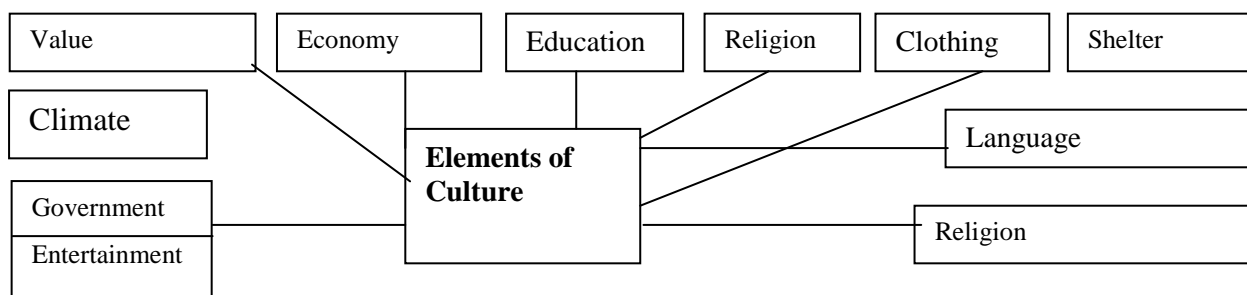 Value
Economy
Education
Religion
Clothing
Shelter
Climate
Elements of
Culture
Language
Government
Religion
Entertainment